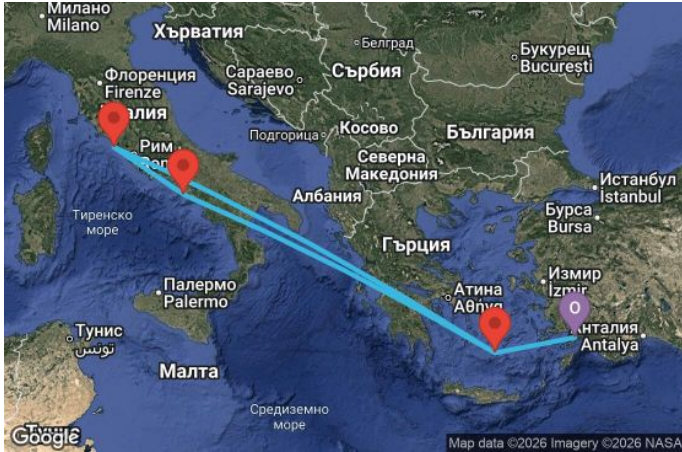 Милано
Milano
Хърватия
Белград
Букурещ
București
Флоренция
Firenze
Сараево
Sarajevo
Сърбия
Подгорица
Косово
България
Рим
Северна
Македония
Албания
Истанбул
İstanbul
Бурса
Bursa
Тиренско
море
Гърция
Палермо
Palermo
Атина
Αθήνα
Измир
İzmir
O
Анталия
Antalya
Тунис
تونس
Малта
Средиземно
море
Google
Map data ©2026 Imagery ©2026 NASA